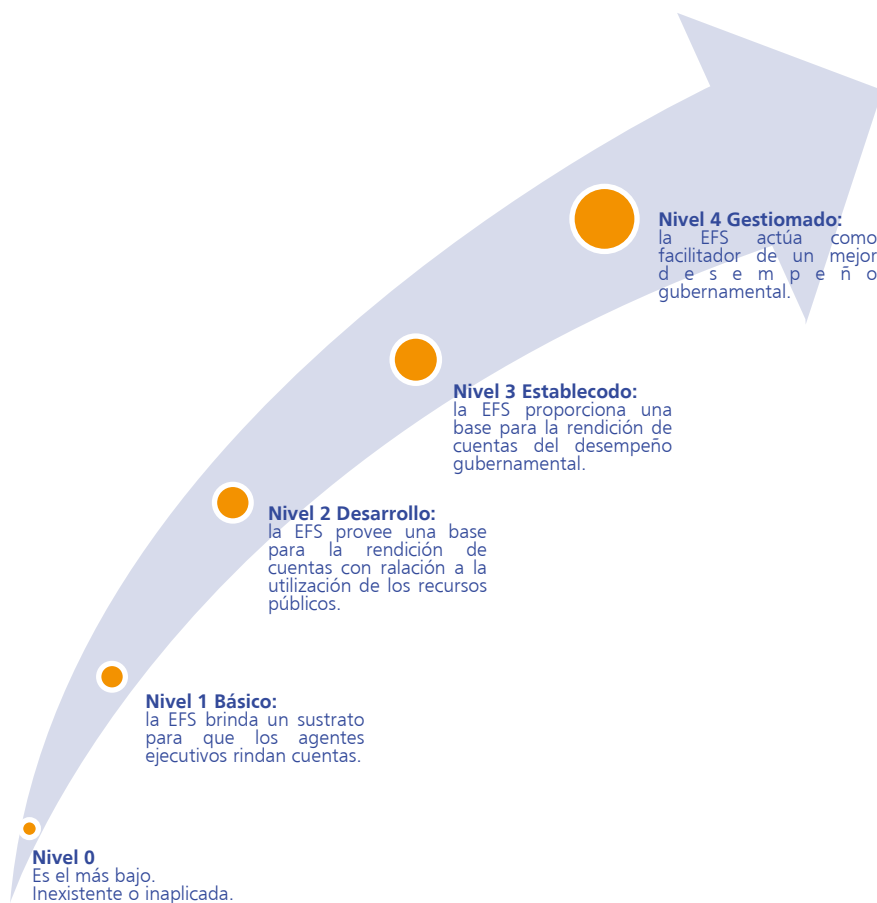 Nivel 4 Gestiomado:
la EFS actúa como
facilitador de un mejor
d e s e m p e ñ o
gubernamental.
Nivel 3 Establecodo:
la EFS proporciona una
base para la rendición de
cuentas del desempeño
gubernamental.
Nivel 2 Desarrollo:
la EFS provee una base
para la rendición de
cuentas con ralación a la
utilización de los recursos
públicos.
Nivel 1 Básico:
la EFS brinda un sustrato
para que los agentes
ejecutivos rindan cuentas.
Nivel 0
Es el más bajo.
Inexistente o inaplicada.